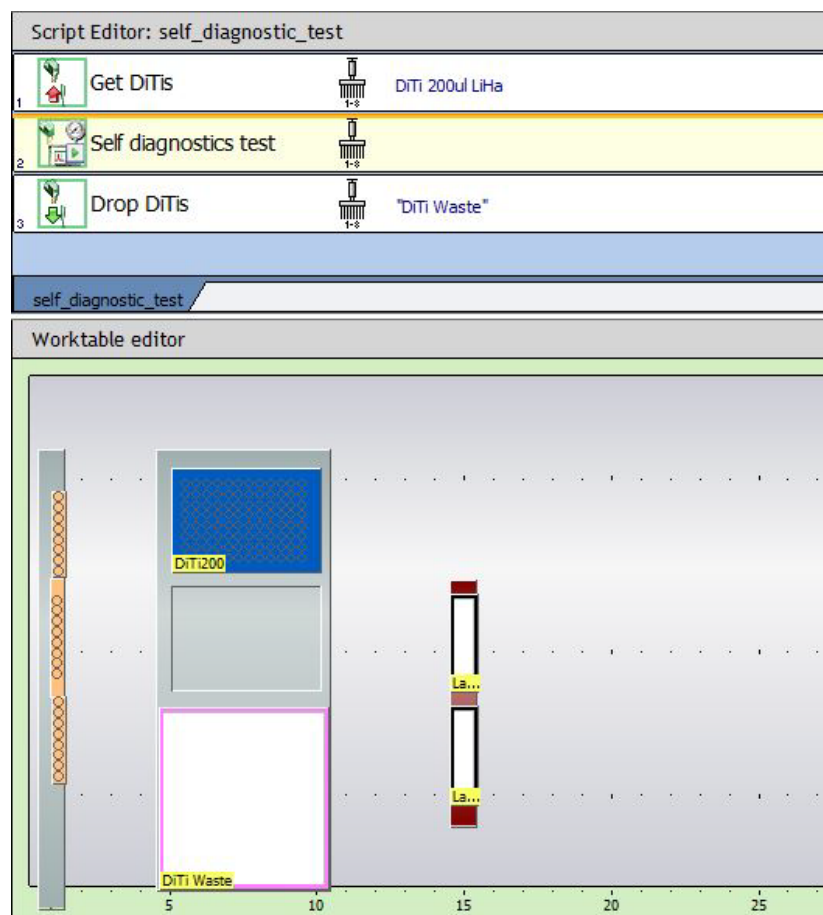 Script Editor: self_diagnostic_test
1 Get DiTis 1-8 DiTi 200ul LiHa
2 Self diagnostics test 1-8
3 Drop DiTis 1-8 "DiTi Waste"
self_diagnostic_test
Worktable editor
DiTi200
La...
La...
DiTi Waste
5 10 15 20 25